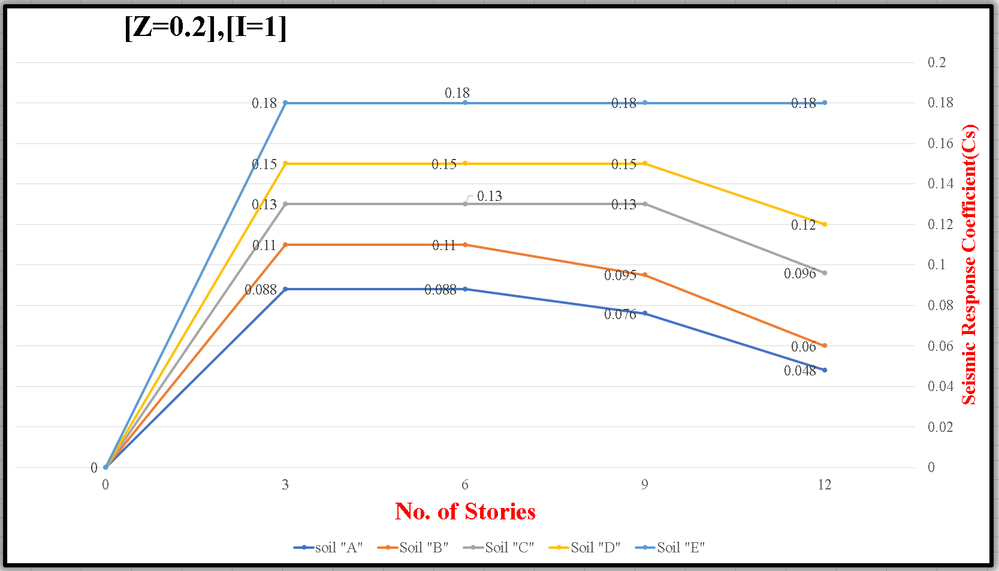 [Z=0.2],[I=1]
0.2
0.18
0.18 0.18 0.18 0.18
0.16
0.15 0.15 0.15
0.14
0.13
0.13 0.13
0.12
0.12
0.11 0.11
0.1
0.095 0.096
0.088 0.088
0.08
0.076
0.06 0.06
0.048
0.04
0.02
0 0
0 3 6 9 12
Seismic Response Coefficient(Cs)
No. of Stories
soil "A" Soil "B" Soil "C" Soil "D" Soil "E"